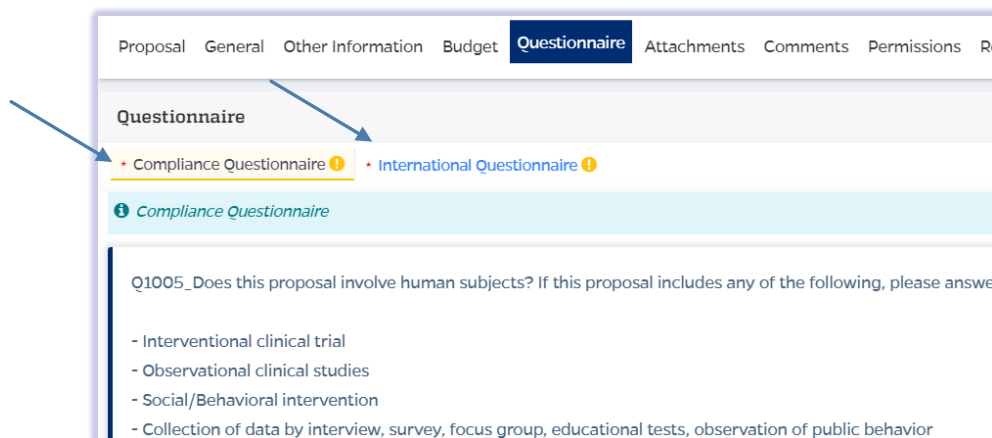 Proposal General Other Information Budget Questionnaire Attachments Comments Permissions
Questionnaire
* Compliance Questionnaire ! * International Questionnaire !
i Compliance Questionnaire
Q1005_Does this proposal involve human subjects? If this proposal includes any of the following, please answe
- Interventional clinical trial
- Observational clinical studies
- Social/Behavioral intervention
- Collection of data by interview, survey, focus group, educational tests, observation of public behavior